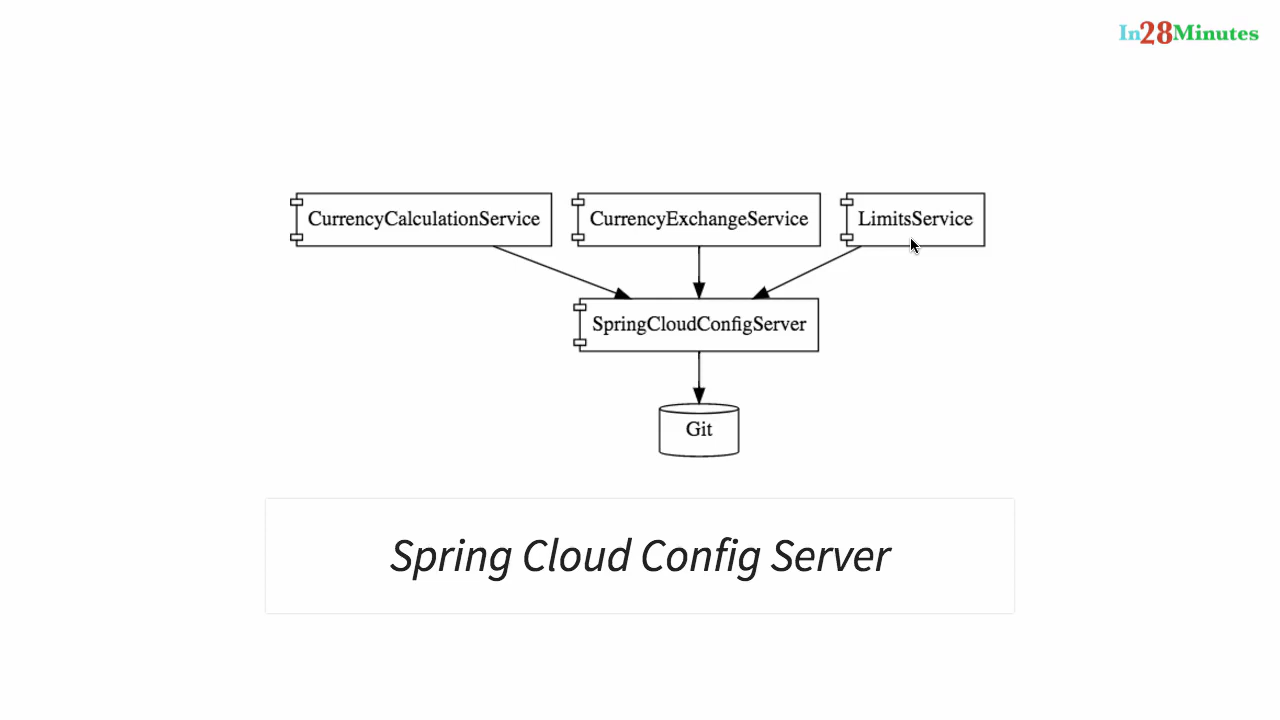 In28Minutes
CurrencyCalculationService
CurrencyExchangeService
LimitsService
SpringCloudConfigServer
Git
Spring Cloud Config Server